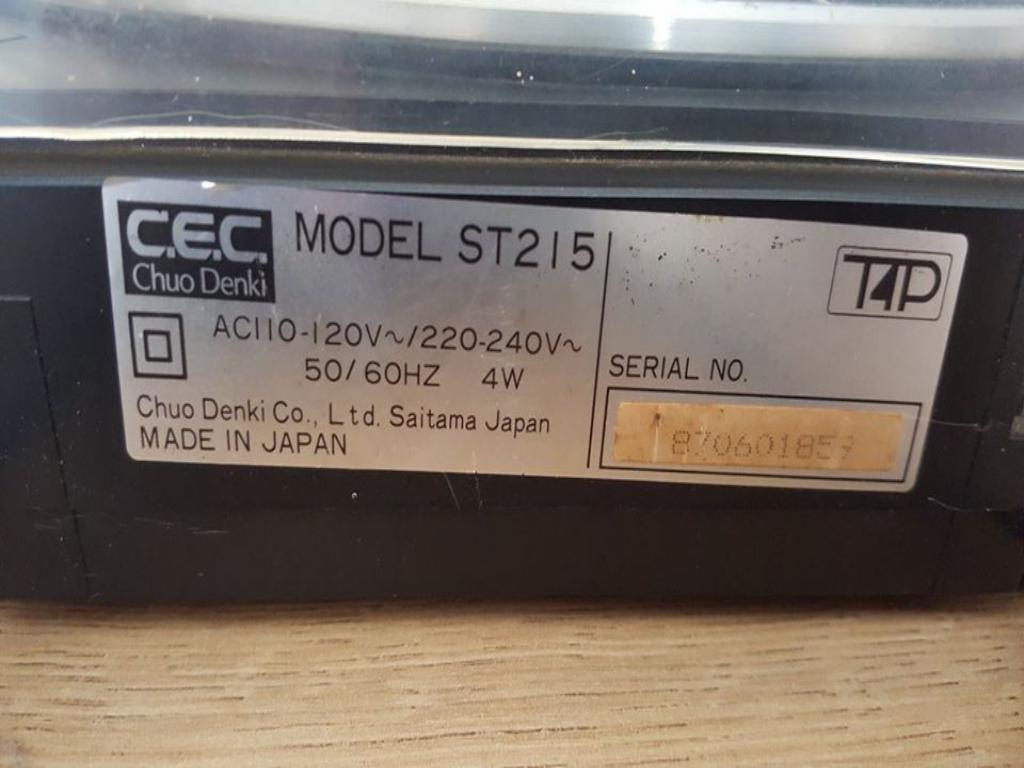 C.E.C.
Chuo Denki
MODEL ST215
AC110-120V~/220-240V~
50/60HZ 4W
Chuo Denki Co., Ltd. Saitama Japan
MADE IN JAPAN
T4P
SERIAL NO.